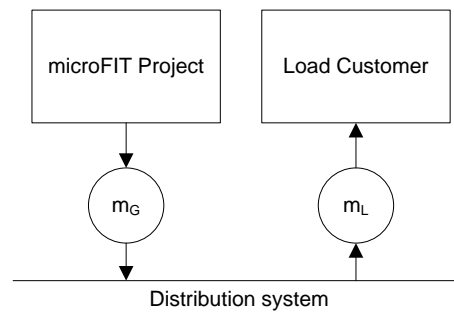 microFIT Project
Load Customer
mG
mL
Distribution system